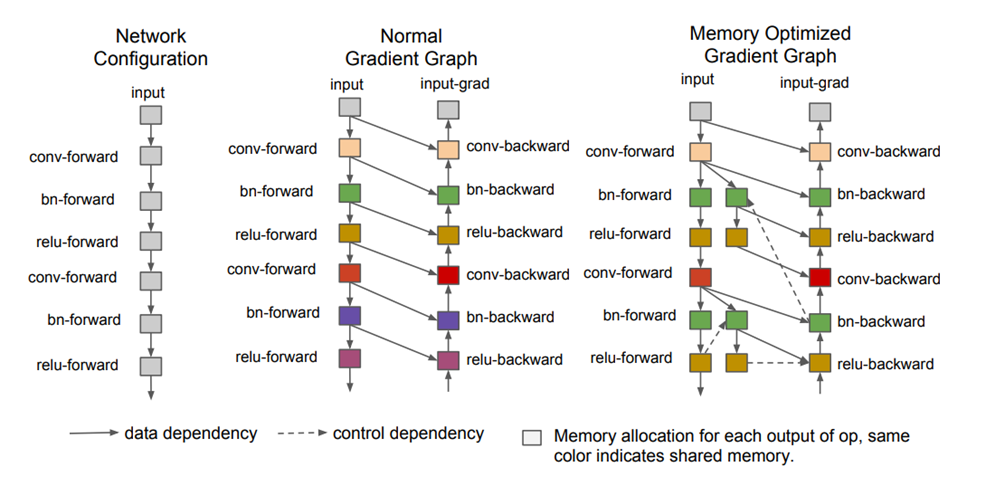 Network
Configuration
input
conv-forward
bn-forward
relu-forward
conv-forward
bn-forward
relu-forward
Normal
Gradient Graph
input
input-grad
conv-forward
conv-backward
bn-forward
bn-backward
relu-forward
relu-backward
conv-forward
conv-backward
bn-forward
bn-backward
relu-forward
relu-backward
Memory Optimized
Gradient Graph
input
input-grad
conv-forward
conv-backward
bn-forward
bn-backward
relu-forward
relu-backward
conv-forward
conv-backward
bn-forward
bn-backward
relu-forward
relu-backward
data dependency
control dependency
Memory allocation for each output of op, same
color indicates shared memory.